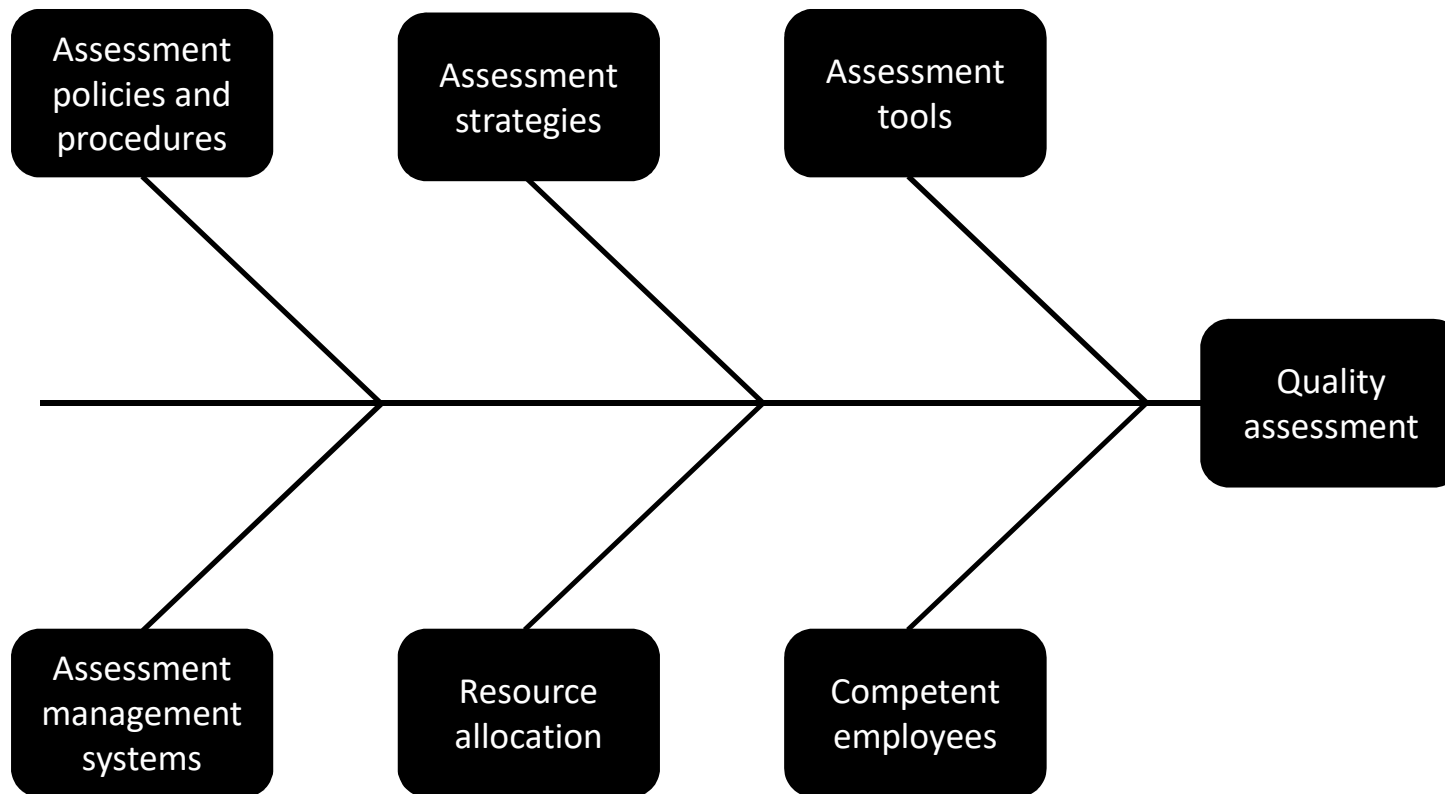 Assessment
policies and
procedures
Assessment
strategies
Assessment
tools
Quality
assessment
Assessment
management
systems
Resource
allocation
Competent
employees